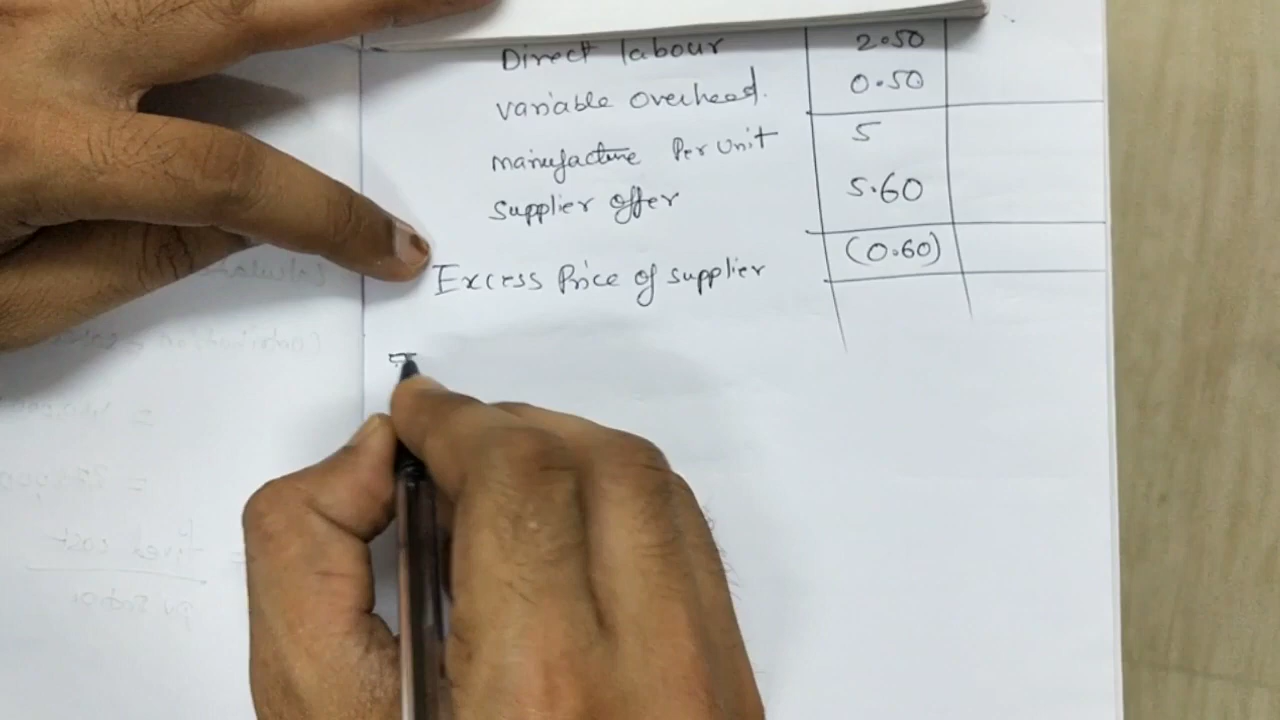 Direct labour 2.50
variable overhead. 0.50
manufacture Per Unit 5
supplier offer 5.60
Excess Price of supplier (0.60)